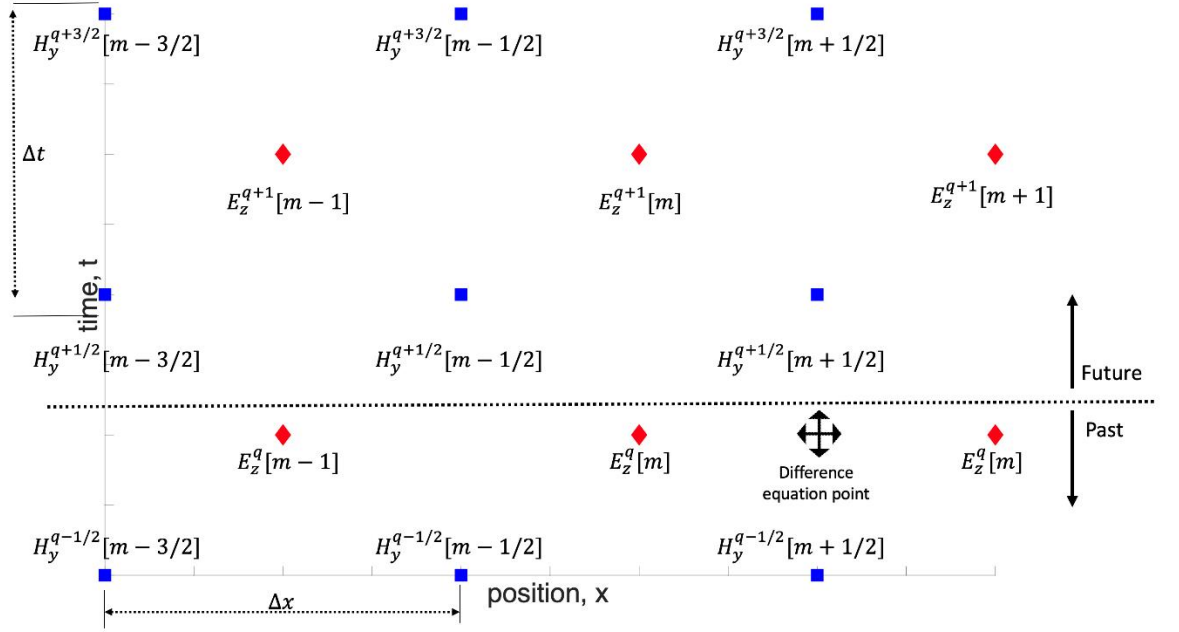 H_y^{q+3/2}[m − 3/2] H_y^{q+3/2}[m − 1/2] H_y^{q+3/2}[m + 1/2]
Δt
E_z^{q+1}[m − 1] E_z^{q+1}[m] E_z^{q+1}[m + 1]
time, t
H_y^{q+1/2}[m − 3/2] H_y^{q+1/2}[m − 1/2] H_y^{q+1/2}[m + 1/2]
Future
Past
E_z^q[m − 1] E_z^q[m] E_z^q[m]
Difference
equation point
H_y^{q−1/2}[m − 3/2] H_y^{q−1/2}[m − 1/2] H_y^{q−1/2}[m + 1/2]
Δx
position, x